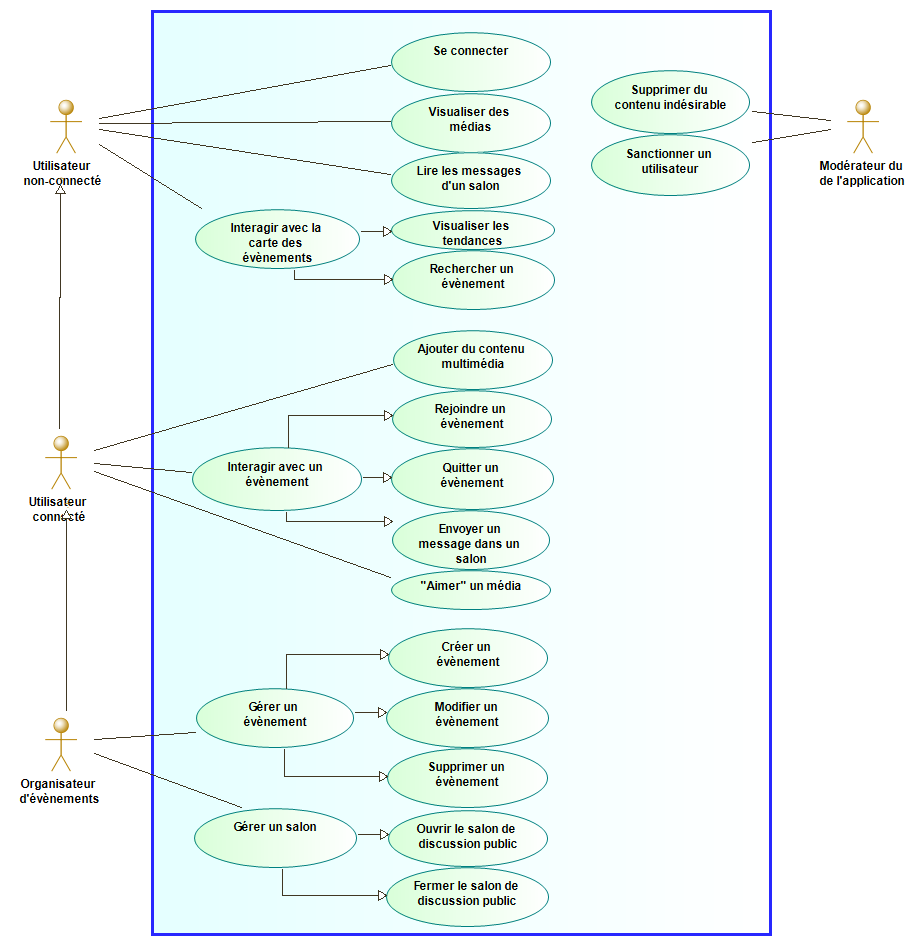 Se connecter
Visualiser des
médias
Lire les messages
d'un salon
Supprimer du
contenu indésirable
Sanctionner un
utilisateur
Utilisateur
non-connecté
Modérateur du
de l'application
Interagir avec la
carte des
évènements
Visualiser les
tendances
Rechercher un
évènement
Ajouter du contenu
multimédia
Rejoindre un
évènement
Interagir avec un
évènement
Quitter un
évènement
Utilisateur
connecté
Envoyer un
message dans un
salon
"Aimer" un média
Créer un
évènement
Gérer un
évènement
Modifier un
évènement
Supprimer un
évènement
Organisateur
d'évènements
Gérer un salon
Ouvrir le salon de
discussion public
Fermer le salon de
discussion public